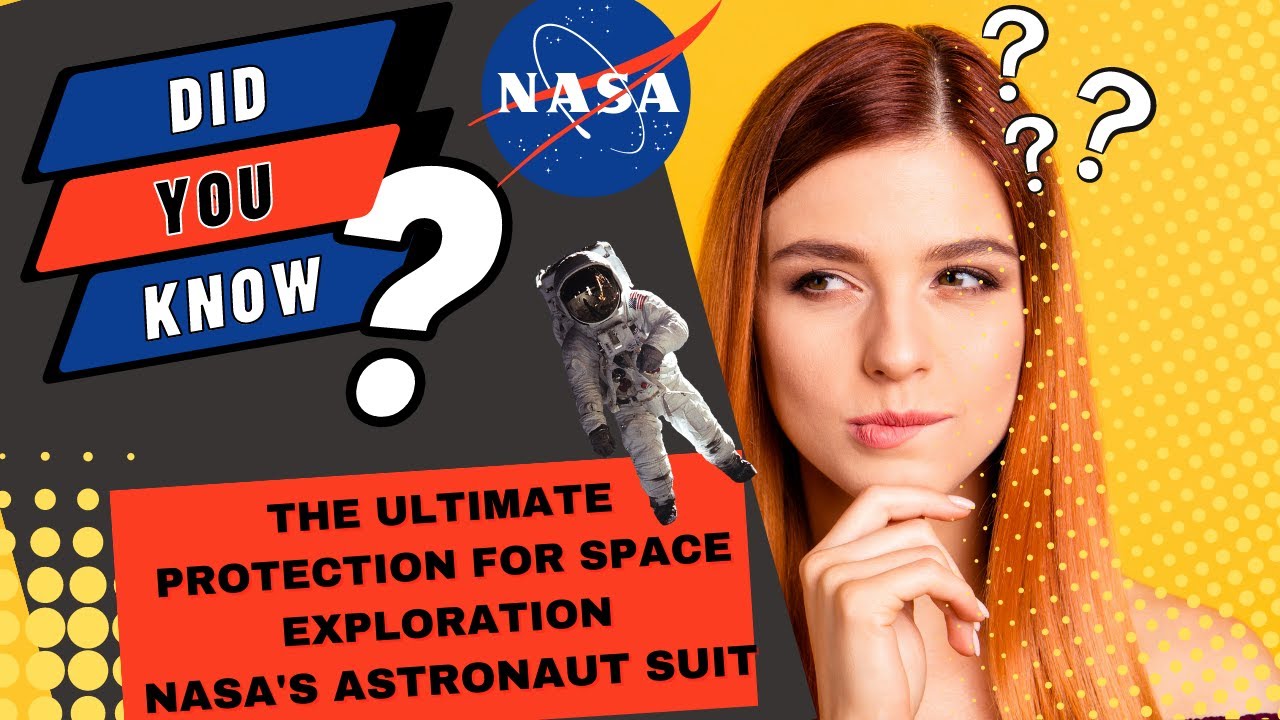 DID
YOU
KNOW
?
NASA
? ? ? ?
THE ULTIMATE
PROTECTION FOR SPACE
EXPLORATION
NASA'S ASTRONAUT SUIT